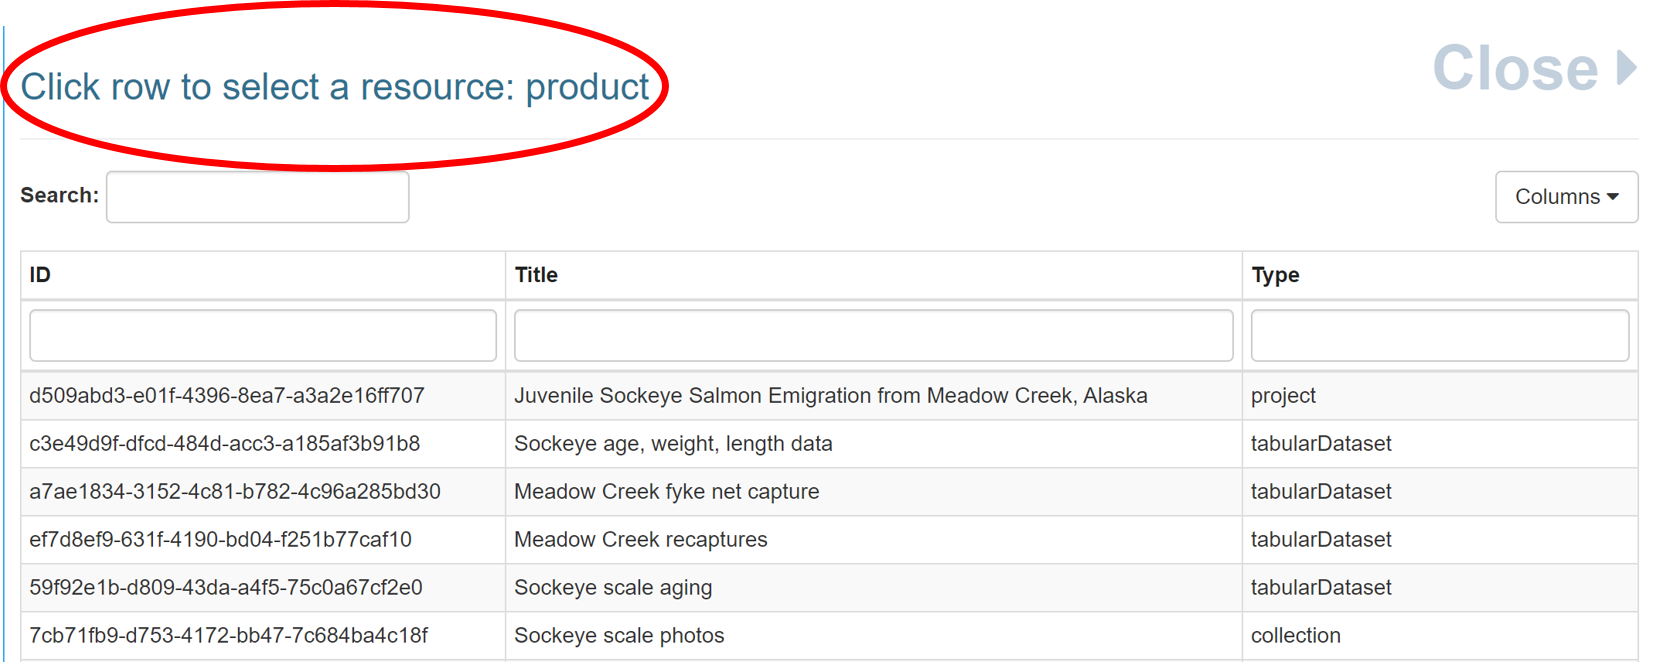 Click row to select a resource: product
Close
Search:
Columns
ID Title Type
d509abd3-e01f-4396-8ea7-a3a2e16ff707 Juvenile Sockeye Salmon Emigration from Meadow Creek, Alaska project
c3e49d9f-dfcd-484d-acc3-a185af3b91b8 Sockeye age, weight, length data tabularDataset
a7ae1834-3152-4c81-b782-4c96a285bd30 Meadow Creek fyke net capture tabularDataset
ef7d8ef9-631f-4190-bd04-f251b77caf10 Meadow Creek recaptures tabularDataset
59f92e1b-d809-43da-a4f5-75c0a67cf2e0 Sockeye scale aging tabularDataset
7cb71fb9-d753-4172-bb47-7c684ba4c18f Sockeye scale photos collection